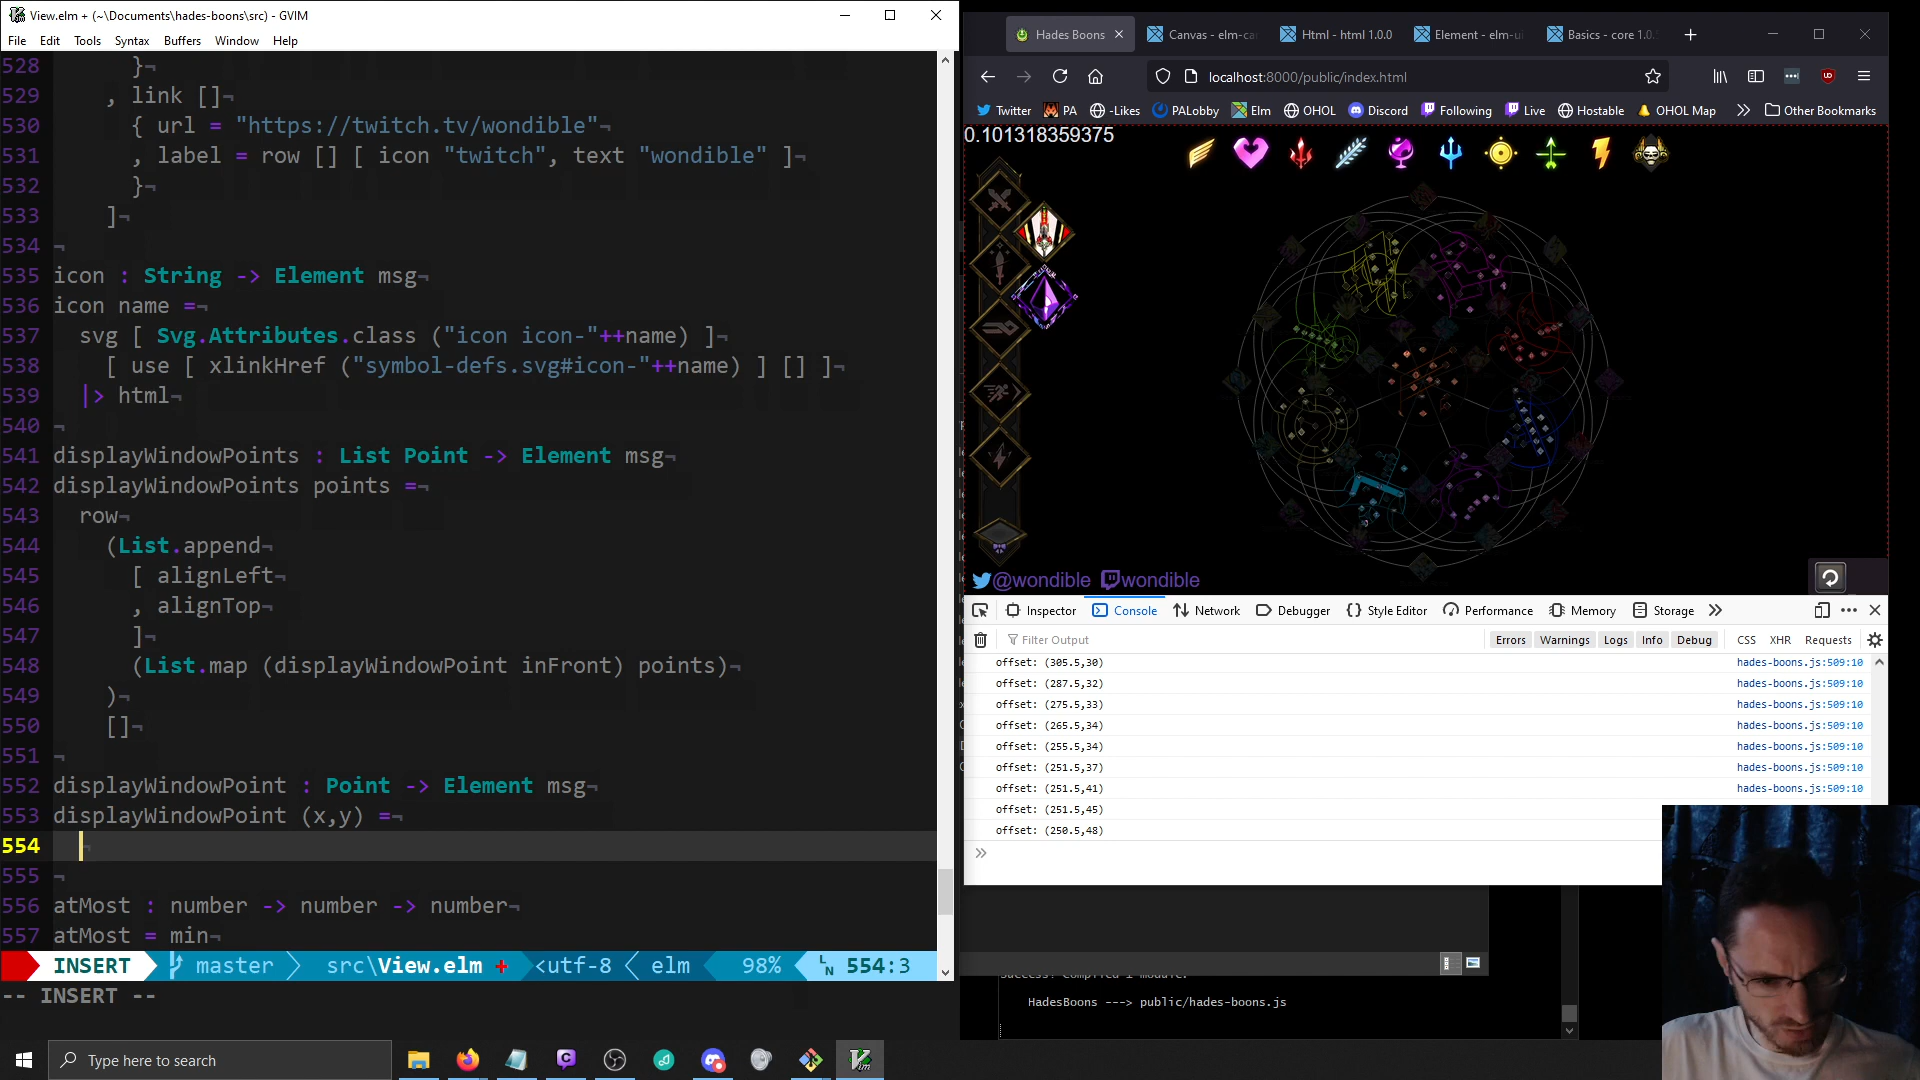 View.elm + (~\Documents\hades-boons\src) - GVIM
File Edit Tools Syntax Buffers Window Help
528 }¬
529 , link []¬
530 { url = "https://twitch.tv/wondible"¬
531 , label = row [] [ icon "twitch", text "wondible" ]¬
532 }¬
533 ]¬
534 ¬
535 icon : String -> Element msg¬
536 icon name =¬
537 svg [ Svg.Attributes.class ("icon icon-"++name) ]¬
538 [ use [ xlinkHref ("symbol-defs.svg#icon-"++name) ] [] ]¬
539 |> html¬
540 ¬
541 displayWindowPoints : List Point -> Element msg¬
542 displayWindowPoints points =¬
543 row¬
544 (List.append¬
545 [ alignLeft¬
546 , alignTop¬
547 ]¬
548 (List.map (displayWindowPoint inFront) points)¬
549 )¬
550 []¬
551 ¬
552 displayWindowPoint : Point -> Element msg¬
553 displayWindowPoint (x,y) =¬
554 ¬
555 ¬
556 atMost : number -> number -> number¬
557 atMost = min¬
INSERT master src\View.elm + <utf-8 elm 98% LN 554:3
-- INSERT --
Hades Boons Canvas - elm-ca Html - html 1.0.0 Element - elm-u Basics - core 1.0.
localhost:8000/public/index.html
Twitter PA -Likes PALobby Elm OHOL Discord Following Live Hostable OHOL Map Other Bookmarks
0.101318359375
@wondible wondible
Inspector Console Network Debugger Style Editor Performance Memory Storage
Filter Output Errors Warnings Logs Info Debug CSS XHR Requests
offset: (305.5,30) hades-boons.js:509:10
offset: (287.5,32) hades-boons.js:509:10
offset: (275.5,33) hades-boons.js:509:10
offset: (265.5,34) hades-boons.js:509:10
offset: (255.5,34) hades-boons.js:509:10
offset: (251.5,37) hades-boons.js:509:10
offset: (251.5,41) hades-boons.js:509:10
offset: (251.5,45)
offset: (250.5,48)
Success! Compiled 1 module.
HadesBoons ---> public/hades-boons.js
Type here to search